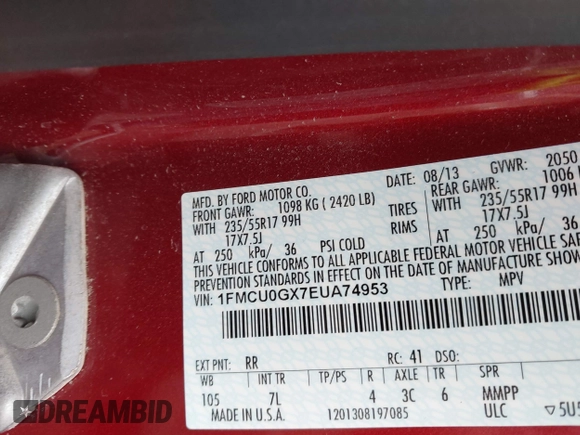 MFD. BY FORD MOTOR CO.
DATE: 08/13 GVWR: 2050
FRONT GAWR: 1098 KG ( 2420 LB) REAR GAWR: 1006
WITH 235/55R17 99H TIRES WITH 235/55R17 99H
17X7.5J RIMS 17X7.5J
AT 250 kPa/ 36 PSI COLD AT 250 kPa/ 36
THIS VEHICLE CONFORMS TO ALL APPLICABLE FEDERAL MOTOR VEHICLE
PREVENTION STANDARDS IN EFFECT ON THE DATE OF MANUFACTURE SHOWN
VIN: 1FMCU0GX7EUA74953 TYPE: MPV
EXT PNT: RR RC: 41 DSO:
WB INT TR TP/PS R AXLE TR SPR
105 7L 4 3C 6 MMPP
MADE IN U.S.A. 1201308197085 ULC ▽5U5
DREAMBID